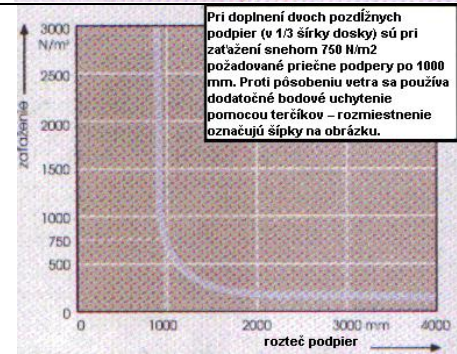 Pri doplnení dvoch pozdĺžnych
podpier (v 1/3 šírky dosky) sú pri
zaťažení snehom 750 N/m2
požadované priečne podpery po 1000
mm. Proti pôsobeniu vetra sa používa
dodatočné bodové uchytenie
pomocou terčíkov – rozmiestnenie
označujú šípky na obrázku.
3000
N/m²
2500
2000
1500
1000
750
500
0
zaťaženie
0 1000 2000 3000 mm 4000
rozteč podpier